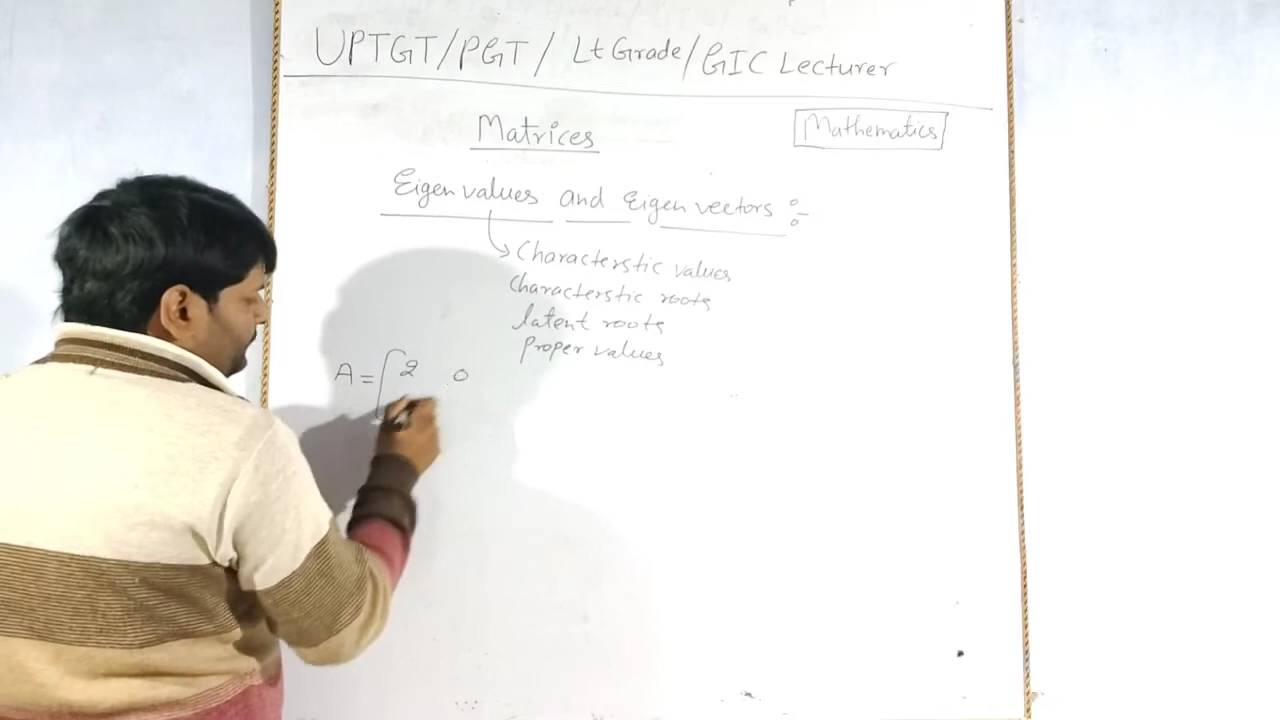 UPTGT/PGT/ Lt Grade/GIC Lecturer
Matrices
Mathematics
Eigen values and Eigen vectors :-
Characterstic values
Characterstic roots
latent roots
Proper values
A = [ 2 0